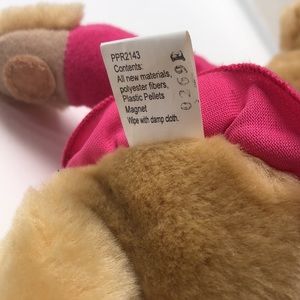 PPR2143
Contents:
All new materials,
polyester fibers,
Plastic Pellets
Magnet
Wipe with damp cloth.
0269E